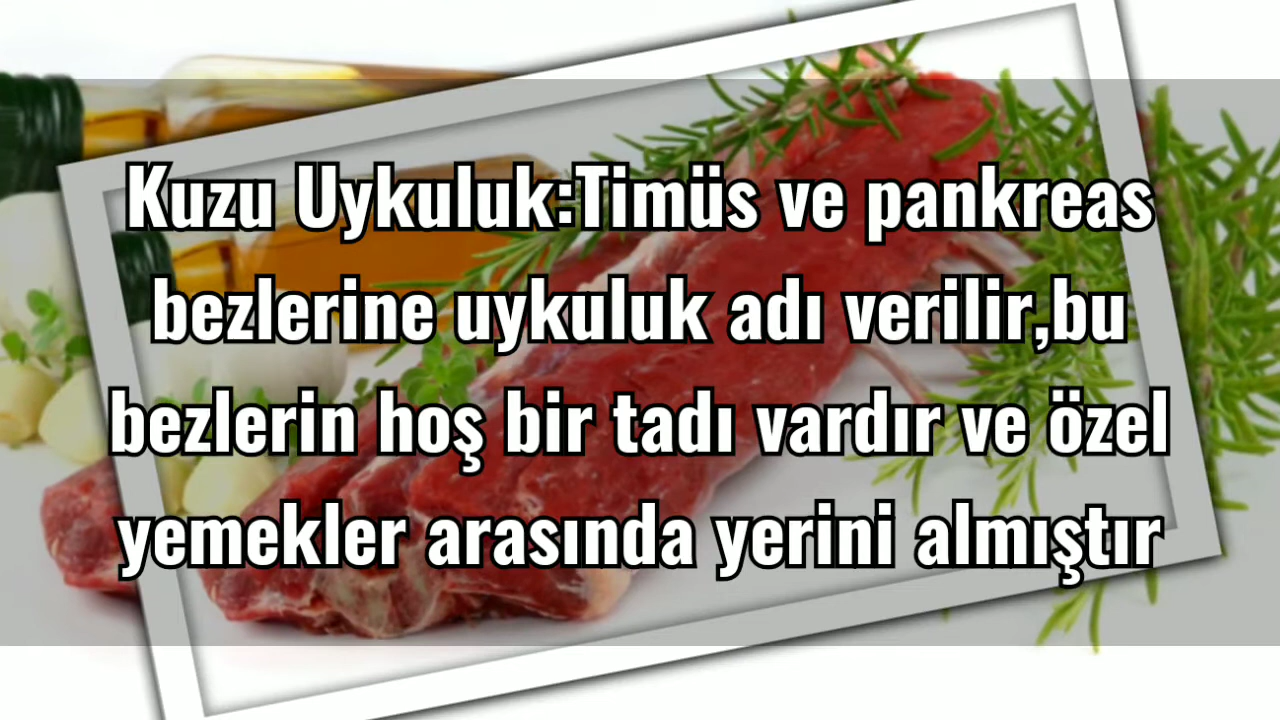 Kuzu Uykuluk:Timüs ve pankreas
bezlerine uykuluk adı verilir,bu
bezlerin hoş bir tadı vardır ve özel
yemekler arasında yerini almıştır